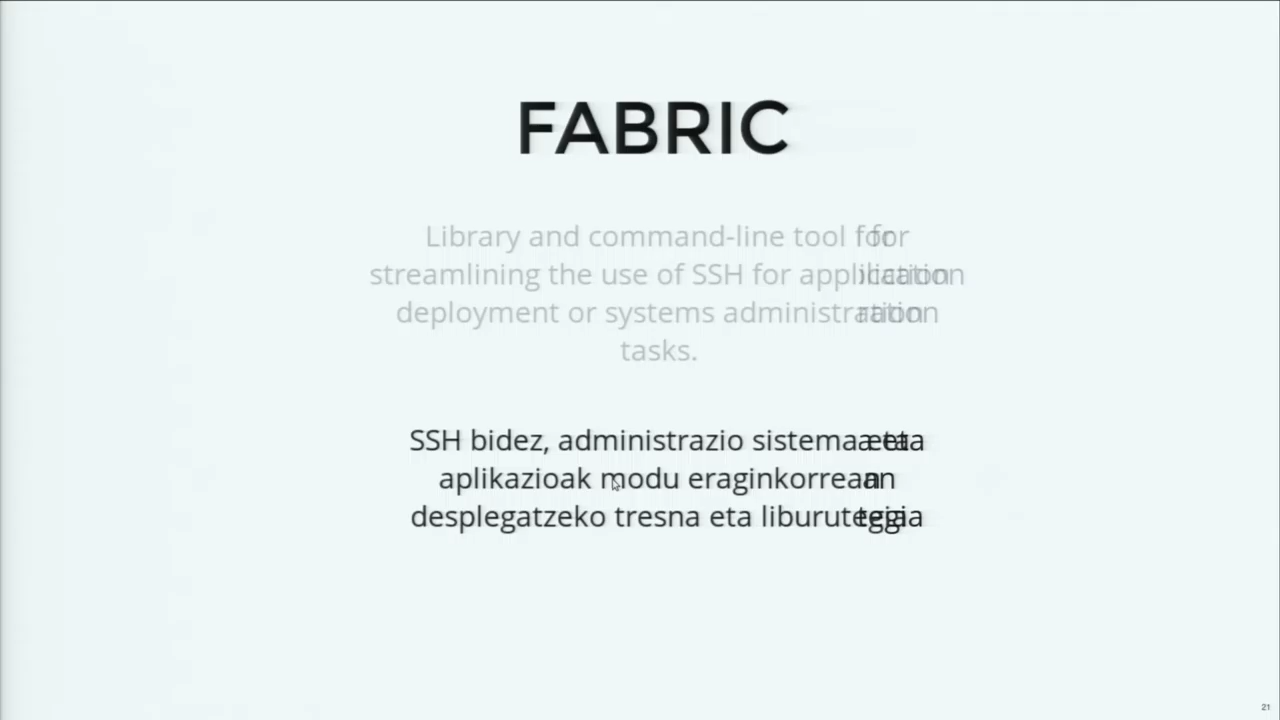 FABRIC
Library and command-line tool for
streamlining the use of SSH for application
deployment or systems administration
tasks.
SSH bidez, administrazio sistema eta
aplikazioak modu eraginkorrean
desplegatzeko tresna eta liburutegia
21